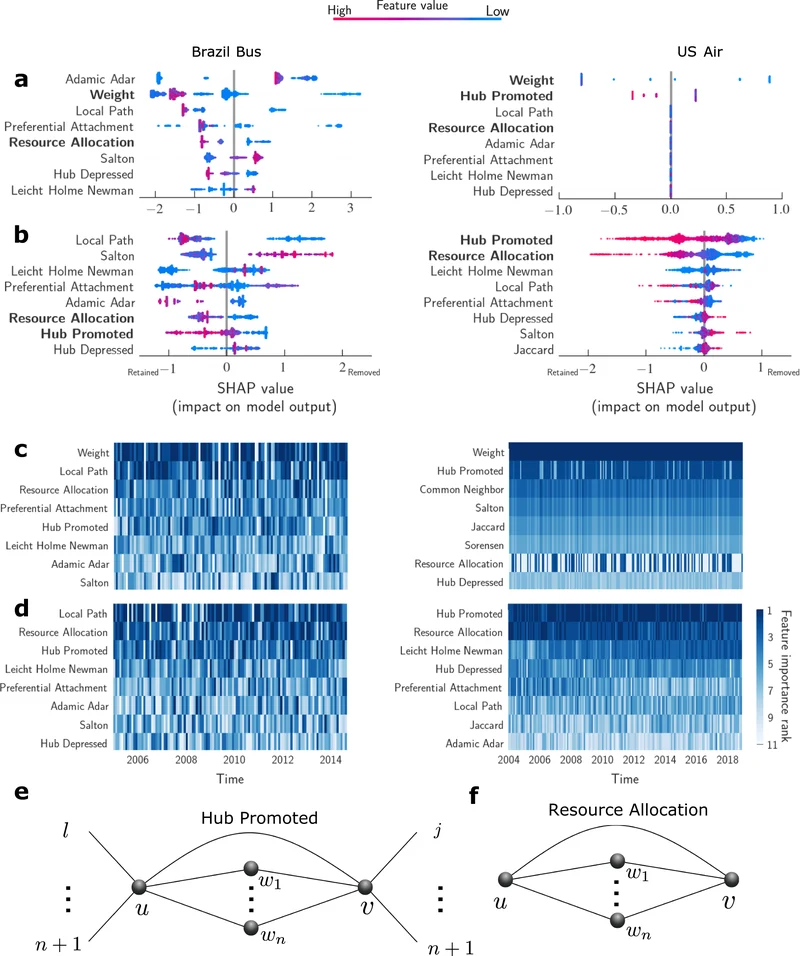 High Feature value Low
Brazil Bus
US Air
a
Adamic Adar
Weight
Local Path
Preferential Attachment
Resource Allocation
Salton
Hub Depressed
Leicht Holme Newman
−2 −1 0 1 2 3
Weight
Hub Promoted
Local Path
Resource Allocation
Adamic Adar
Preferential Attachment
Leicht Holme Newman
Hub Depressed
−1.0 −0.5 0.0 0.5 1.0
b
Local Path
Salton
Leicht Holme Newman
Preferential Attachment
Adamic Adar
Resource Allocation
Hub Promoted
Hub Depressed
Retained −1 0 1 2 Removed
SHAP value
(impact on model output)
Hub Promoted
Resource Allocation
Leicht Holme Newman
Local Path
Preferential Attachment
Hub Depressed
Salton
Jaccard
Retained −2 −1 0 1 Removed
SHAP value
(impact on model output)
c
Weight
Local Path
Resource Allocation
Preferential Attachment
Hub Promoted
Leicht Holme Newman
Adamic Adar
Salton
Weight
Hub Promoted
Common Neighbor
Salton
Jaccard
Sorensen
Resource Allocation
Hub Depressed
d
Local Path
Resource Allocation
Hub Promoted
Leicht Holme Newman
Preferential Attachment
Adamic Adar
Salton
Hub Depressed
2006 2008 2010 2012 2014
Time
Hub Promoted
Resource Allocation
Leicht Holme Newman
Hub Depressed
Preferential Attachment
Local Path
Jaccard
Adamic Adar
2004 2006 2008 2010 2012 2014 2016 2018
Time
1
3
5
7
9
11
Feature importance rank
e
Hub Promoted
l
j
w1
u
v
wn
n + 1
n + 1
f
Resource Allocation
w1
u
v
wn